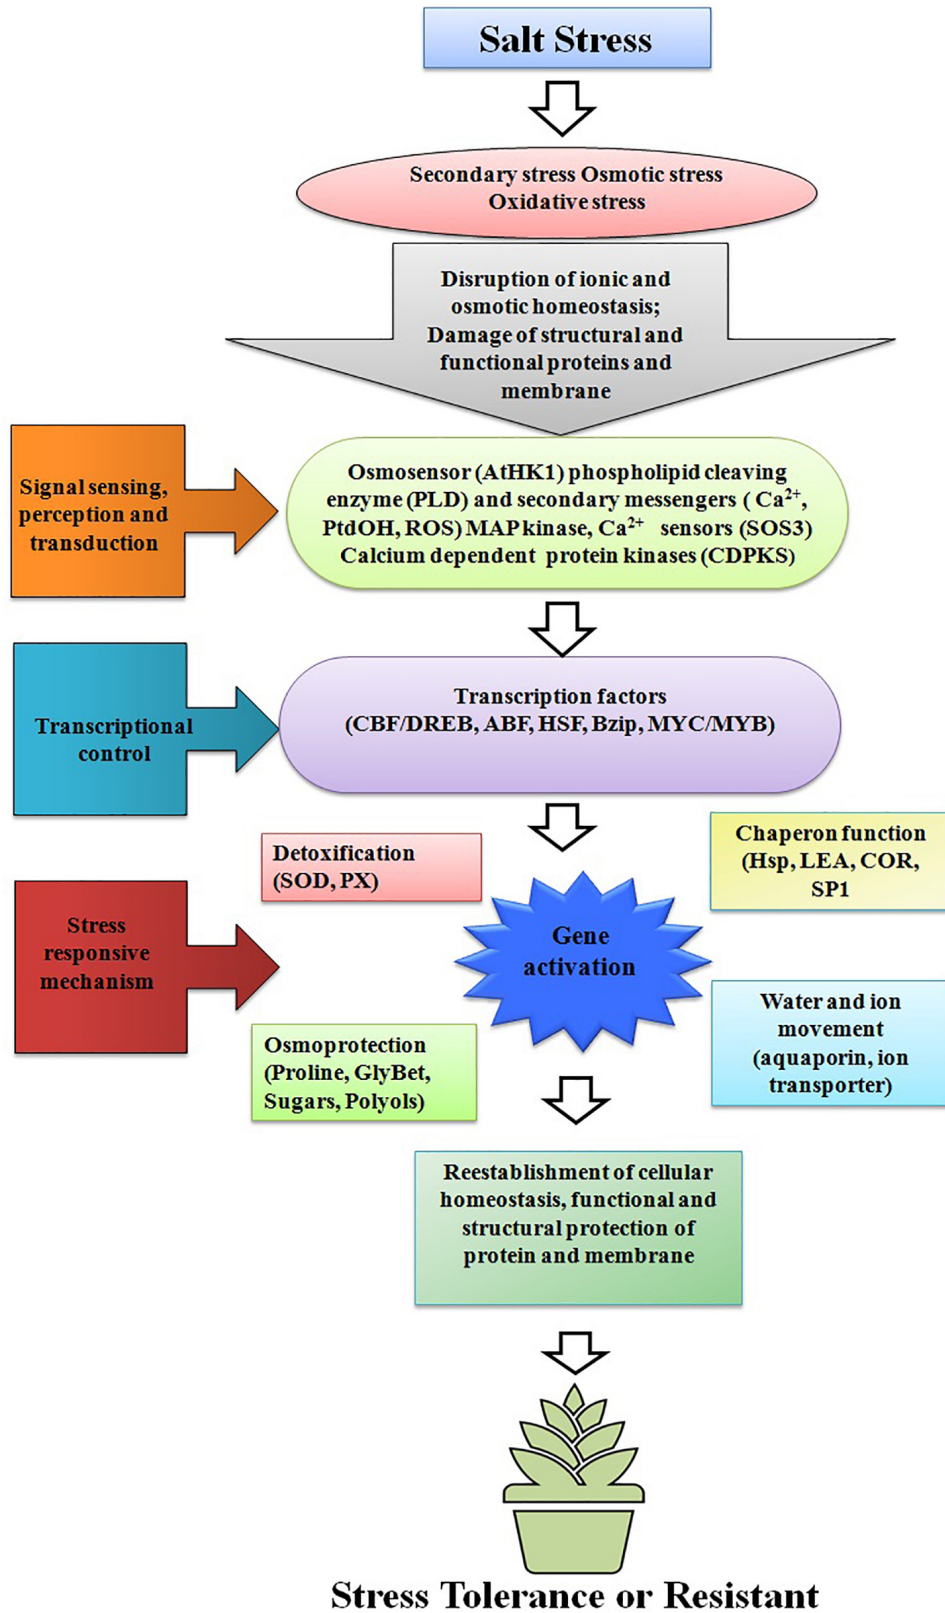 Salt Stress
Secondary stress Osmotic stress
Oxidative stress
Disruption of ionic and
osmotic homeostasis;
Damage of structural and
functional proteins and
membrane
Signal sensing,
perception and
transduction
Osmosensor (AtHK1) phospholipid cleaving
enzyme (PLD) and secondary messengers ( Ca²⁺,
PtdOH, ROS) MAP kinase, Ca²⁺ sensors (SOS3)
Calcium dependent protein kinases (CDPKS)
Transcriptional
control
Transcription factors
(CBF/DREB, ABF, HSF, Bzip, MYC/MYB)
Detoxification
(SOD, PX)
Chaperon function
(Hsp, LEA, COR,
SP1
Stress
responsive
mechanism
Gene
activation
Osmoprotection
(Proline, GlyBet,
Sugars, Polyols)
Water and ion
movement
(aquaporin, ion
transporter)
Reestablishment of cellular
homeostasis, functional and
structural protection of
protein and membrane
Stress Tolerance or Resistant